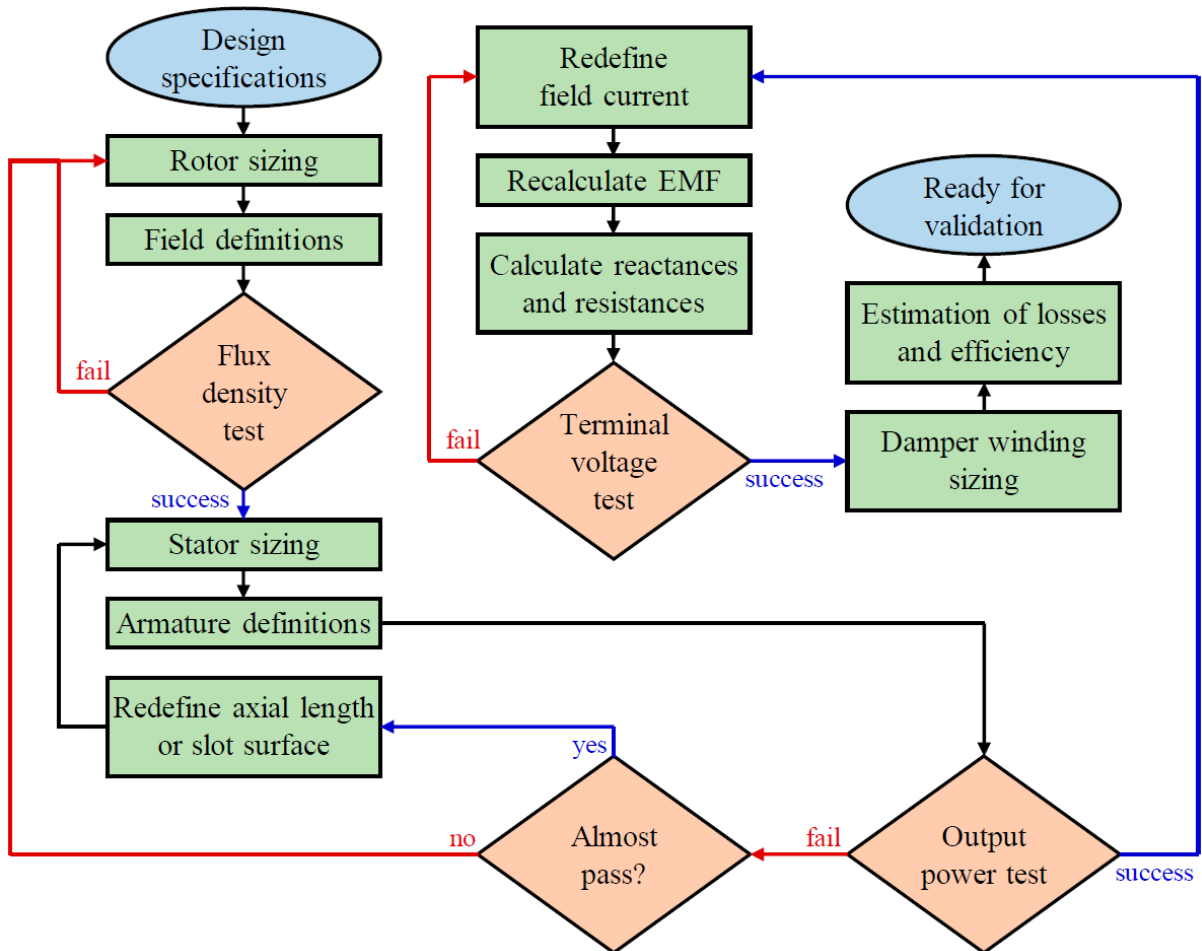 Design
specifications
Rotor sizing
Field definitions
Flux
density
test
fail
success
Stator sizing
Armature definitions
Redefine axial length
or slot surface
Redefine
field current
Recalculate EMF
Calculate reactances
and resistances
Terminal
voltage
test
fail
success
Ready for
validation
Estimation of losses
and efficiency
Damper winding
sizing
yes
no
Almost
pass?
fail
Output
power test
success